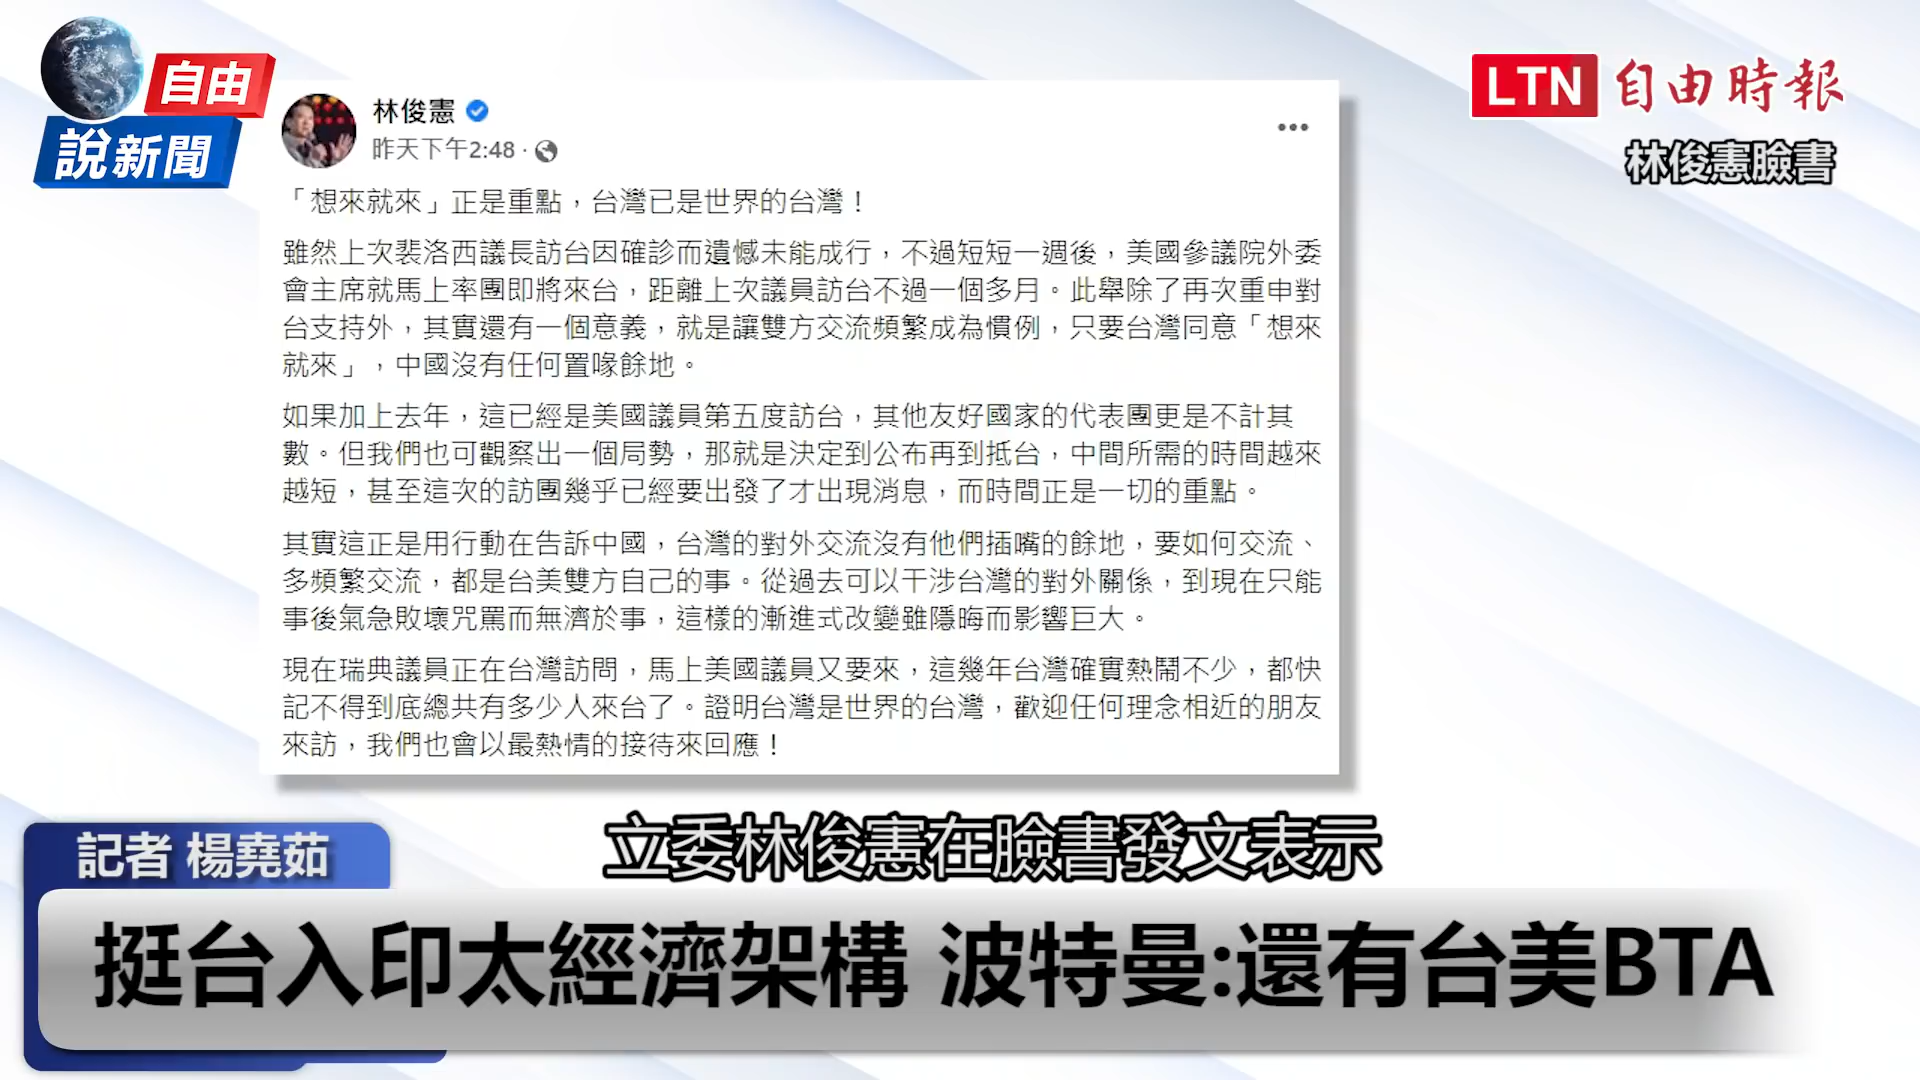 自由
說新聞
LTN 自由時報
林俊憲臉書
林俊憲
昨天下午2:48 ·
「想來就來」正是重點，台灣已是世界的台灣！
雖然上次裴洛西議長訪台因確診而遺憾未能成行，不過短短一週後，美國參議院外委
會主席就馬上率團即將來台，距離上次議員訪台不過一個多月。此舉除了再次重申對
台支持外，其實還有一個意義，就是讓雙方交流頻繁成為慣例，只要台灣同意「想來
就來」，中國沒有任何置喙餘地。
如果加上去年，這已經是美國議員第五度訪台，其他友好國家的代表團更是不計其
數。但我們也可觀察出一個局勢，那就是決定到公布再到抵台，中間所需的時間越來
越短，甚至這次的訪團幾乎已經要出發了才出現消息，而時間正是一切的重點。
其實這正是用行動在告訴中國，台灣的對外交流沒有他們插嘴的餘地，要如何交流、
多頻繁交流，都是台美雙方自己的事。從過去可以干涉台灣的對外關係，到現在只能
事後氣急敗壞咒罵而無濟於事，這樣的漸進式改變雖隱晦而影響巨大。
現在瑞典議員正在台灣訪問，馬上美國議員又要來，這幾年台灣確實熱鬧不少，都快
記不得到底總共有多少人來台了。證明台灣是世界的台灣，歡迎任何理念相近的朋友
來訪，我們也會以最熱情的接待來回應！
立委林俊憲在臉書發文表示
記者 楊堯茹
挺台入印太經濟架構 波特曼:還有台美BTA